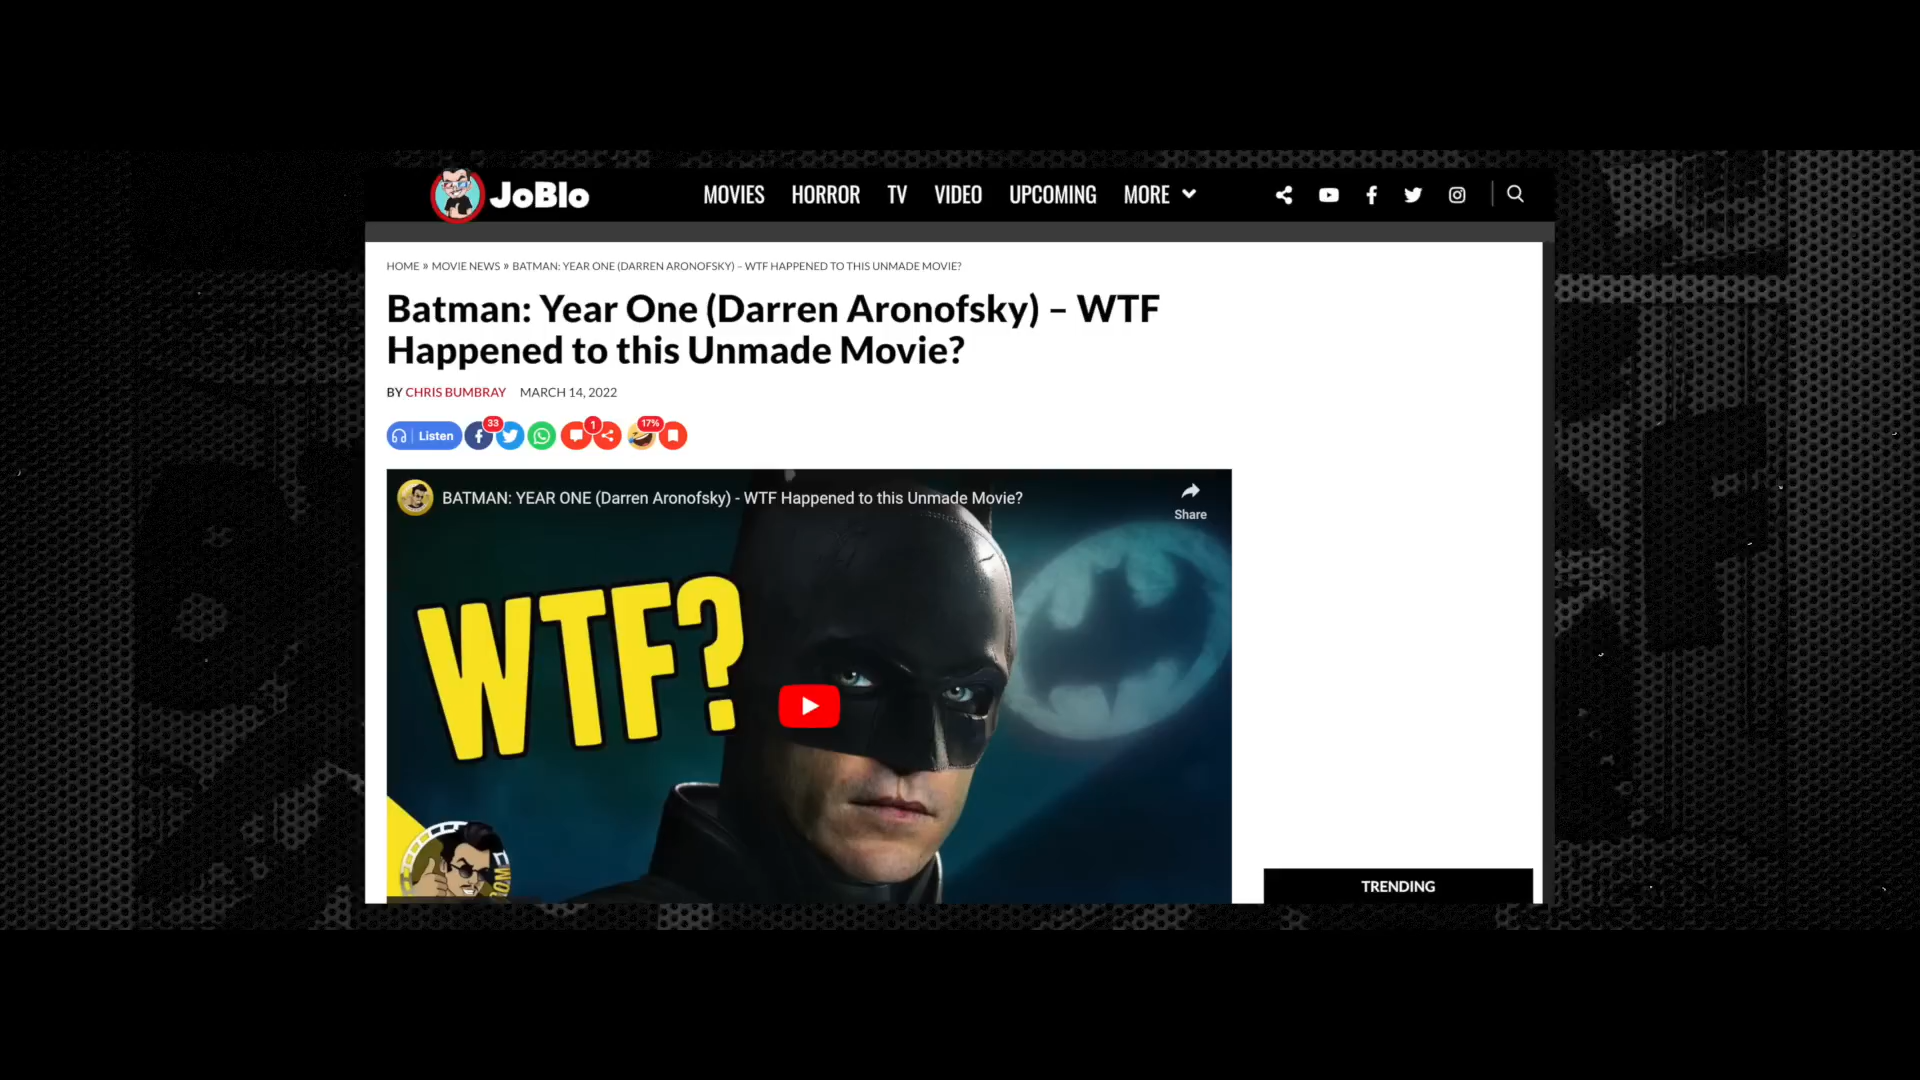 JoBlo
MOVIES HORROR TV VIDEO UPCOMING MORE
HOME » MOVIE NEWS » BATMAN: YEAR ONE (DARREN ARONOFSKY) – WTF HAPPENED TO THIS UNMADE MOVIE?
Batman: Year One (Darren Aronofsky) – WTF
Happened to this Unmade Movie?
BY CHRIS BUMBRAY MARCH 14, 2022
33 1 17%
Listen
BATMAN: YEAR ONE (Darren Aronofsky) - WTF Happened to this Unmade Movie?
Share
WTF?
TRENDING